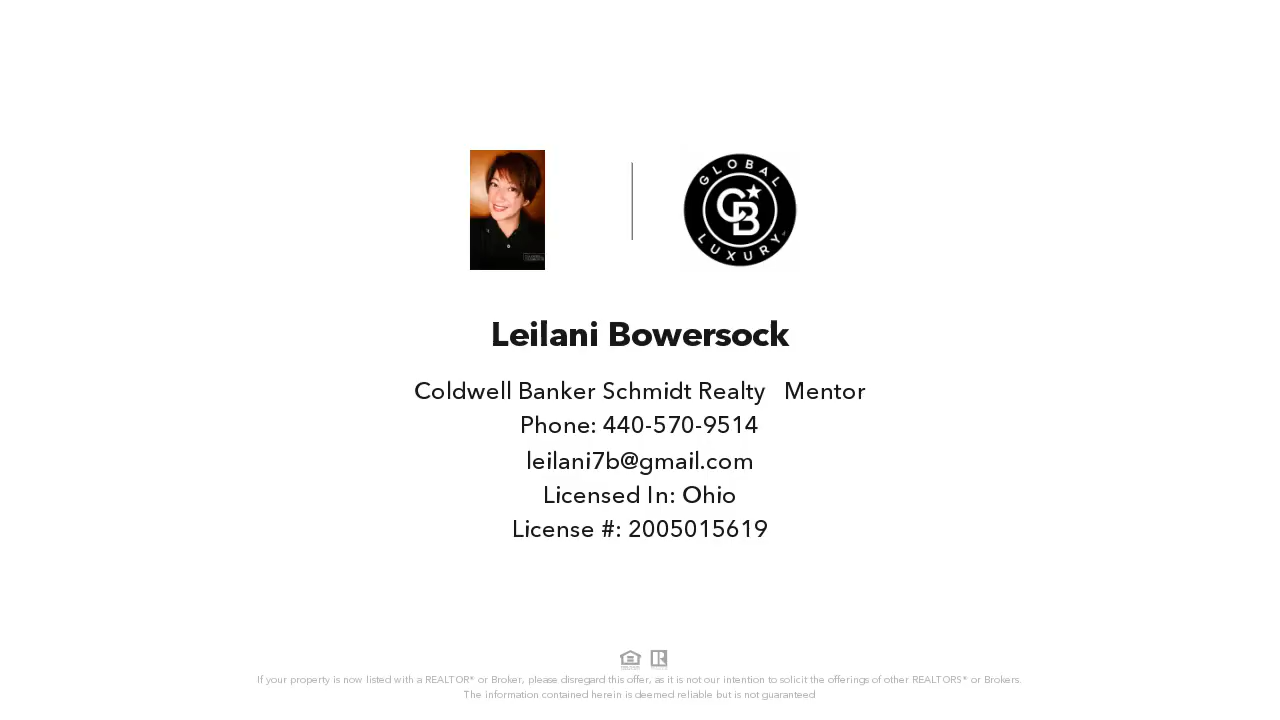 GLOBAL
CB
LUXURY
Leilani Bowersock
Coldwell Banker Schmidt Realty Mentor
Phone: 440-570-9514
leilani7b@gmail.com
Licensed In: Ohio
License #: 2005015619
If your property is now listed with a REALTOR® or Broker, please disregard this offer, as it is not our intention to solicit the offerings of other REALTORS® or Brokers.
The information contained herein is deemed reliable but is not guaranteed